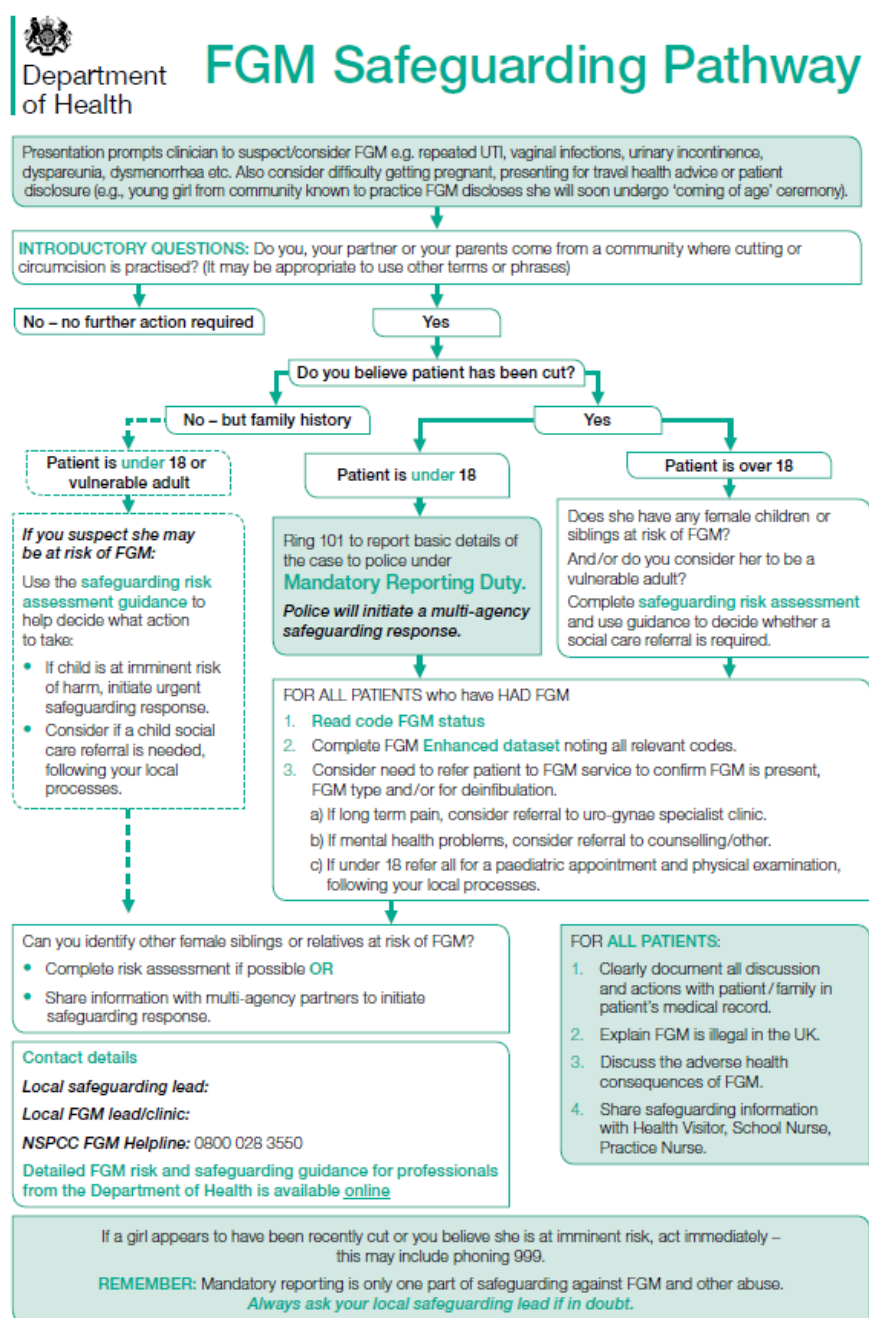 Department
of Health
FGM Safeguarding Pathway
Presentation prompts clinician to suspect/consider FGM e.g. repeated UTI, vaginal infections, urinary incontinence,
dyspareunia, dysmenorrhea etc. Also consider difficulty getting pregnant, presenting for travel health advice or patient
disclosure (e.g., young girl from community known to practice FGM discloses she will soon undergo ‘coming of age’ ceremony).
INTRODUCTORY QUESTIONS: Do you, your partner or your parents come from a community where cutting or
circumcision is practised? (It may be appropriate to use other terms or phrases)
No – no further action required
Yes
Do you believe patient has been cut?
No – but family history
Yes
Patient is under 18 or
vulnerable adult
Patient is under 18
Patient is over 18
If you suspect she may
be at risk of FGM:
Use the safeguarding risk
assessment guidance to
help decide what action
to take:
• If child is at imminent risk
of harm, initiate urgent
safeguarding response.
• Consider if a child social
care referral is needed,
following your local
processes.
Ring 101 to report basic details of
the case to police under
Mandatory Reporting Duty.
Police will initiate a multi-agency
safeguarding response.
Does she have any female children or
siblings at risk of FGM?
And/or do you consider her to be a
vulnerable adult?
Complete safeguarding risk assessment
and use guidance to decide whether a
social care referral is required.
FOR ALL PATIENTS who have HAD FGM
1. Read code FGM status
2. Complete FGM Enhanced dataset noting all relevant codes.
3. Consider need to refer patient to FGM service to confirm FGM is present,
FGM type and/or for deinfibulation.
a) If long term pain, consider referral to uro-gynae specialist clinic.
b) If mental health problems, consider referral to counselling/other.
c) If under 18 refer all for a paediatric appointment and physical examination,
following your local processes.
Can you identify other female siblings or relatives at risk of FGM?
• Complete risk assessment if possible OR
• Share information with multi-agency partners to initiate
safeguarding response.
FOR ALL PATIENTS:
1. Clearly document all discussion
and actions with patient/family in
patient’s medical record.
2. Explain FGM is illegal in the UK.
3. Discuss the adverse health
consequences of FGM.
4. Share safeguarding information
with Health Visitor, School Nurse,
Practice Nurse.
Contact details
Local safeguarding lead:
Local FGM lead/clinic:
NSPCC FGM Helpline: 0800 028 3550
Detailed FGM risk and safeguarding guidance for professionals
from the Department of Health is available online
If a girl appears to have been recently cut or you believe she is at imminent risk, act immediately –
this may include phoning 999.
REMEMBER: Mandatory reporting is only one part of safeguarding against FGM and other abuse.
Always ask your local safeguarding lead if in doubt.